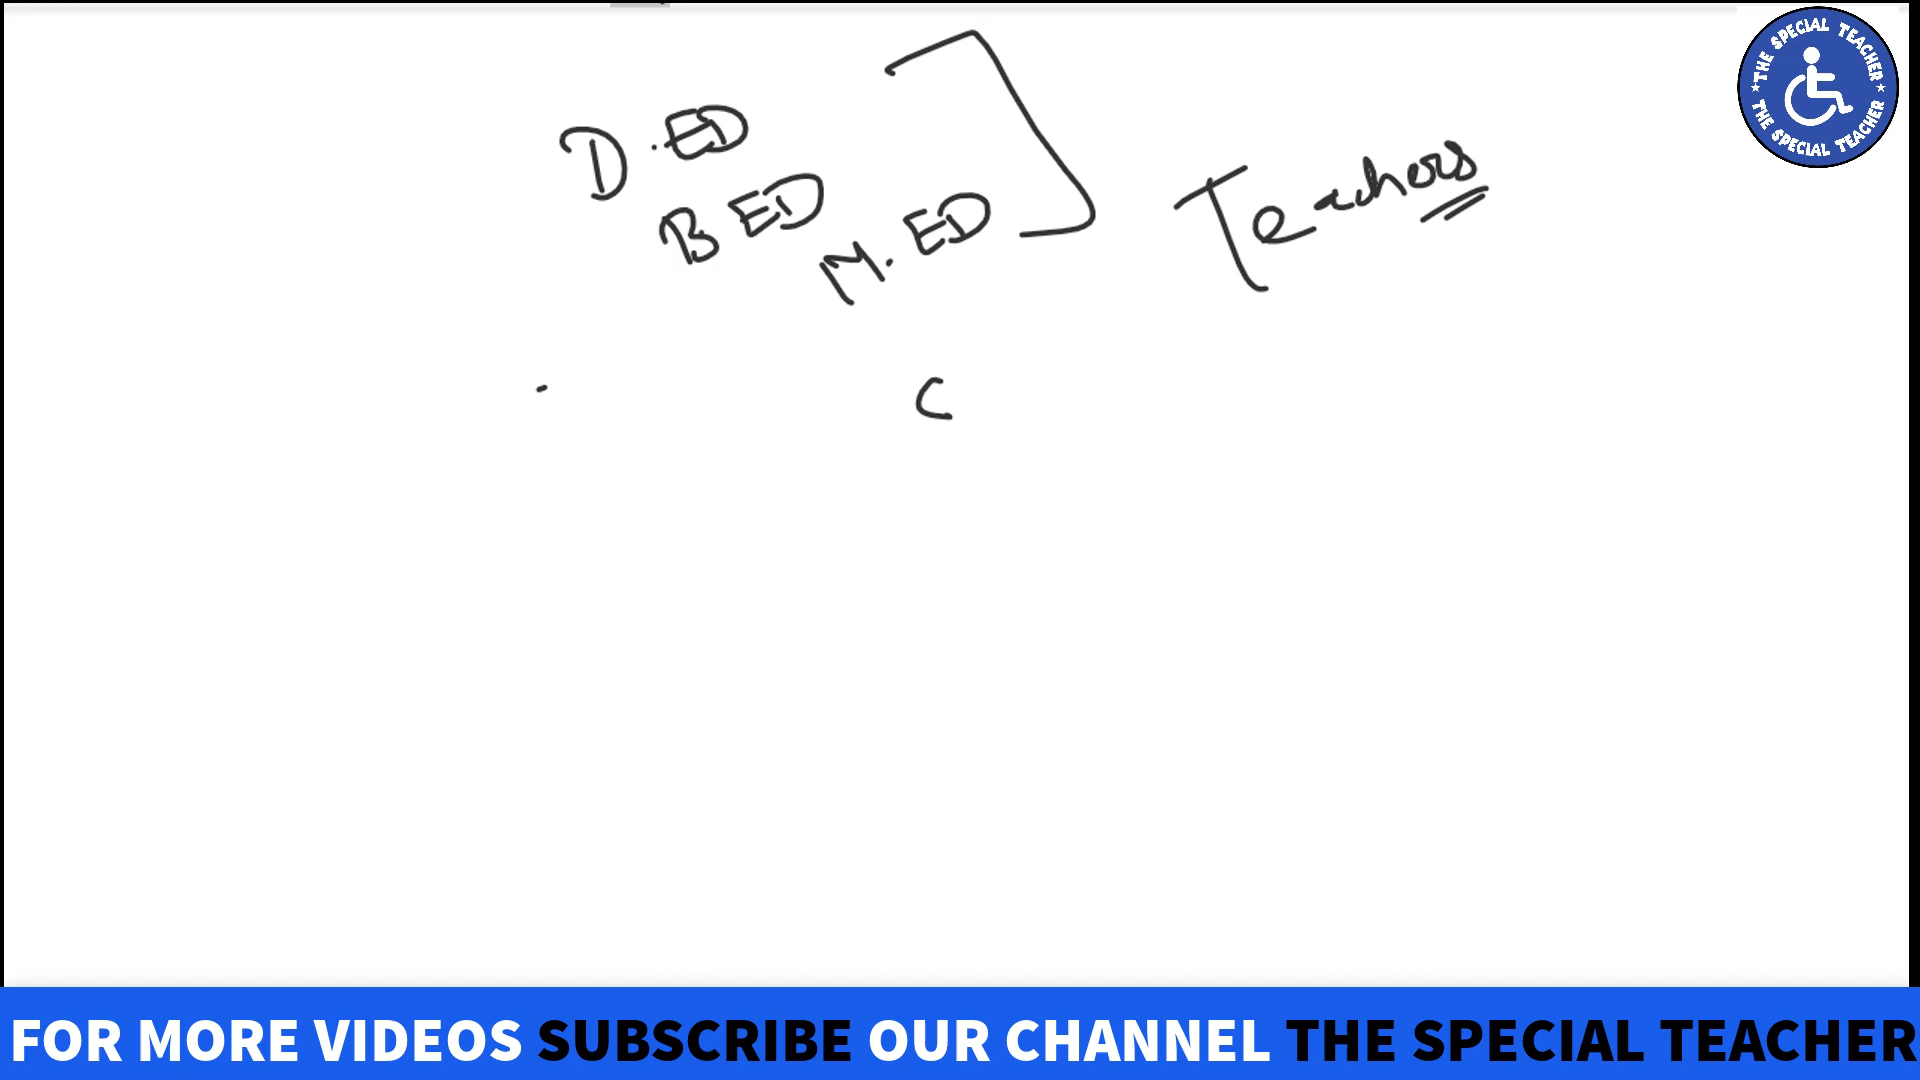 D.ED
B ED
M.ED
Teachers
C
THE SPECIAL TEACHER
THE SPECIAL TEACHER
FOR MORE VIDEOS SUBSCRIBE OUR CHANNEL THE SPECIAL TEACHER